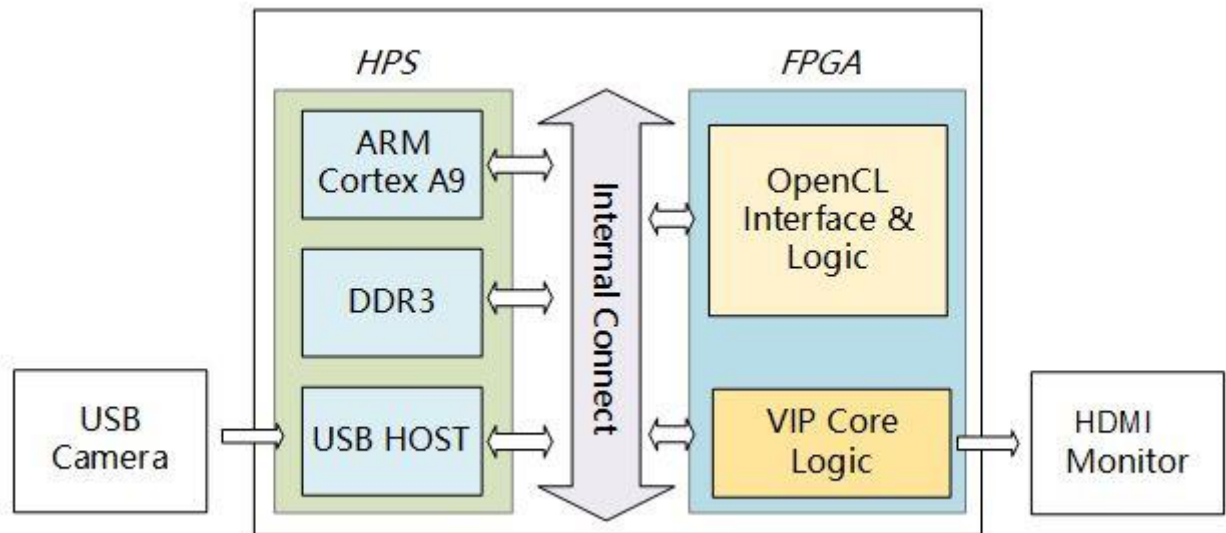 HPS
FPGA
ARM
Cortex A9
DDR3
USB HOST
Internal Connect
OpenCL
Interface &
Logic
VIP Core
Logic
USB
Camera
HDMI
Monitor